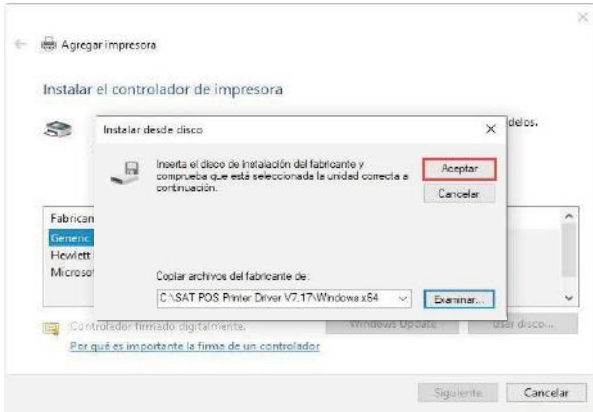 Agregar impresora
Instalar el controlador de impresora
delos.
Instalar desde disco
Inserta el disco de instalación del fabricante y
comprueba que está seleccionada la unidad correcta a
continuación.
Aceptar
Cancelar
Fabrican
Generic
Hewlett
Microsof
Copiar archivos del fabricante de:
C:\SAT POS Printer Driver V7.17\Windows x64
Examinar...
Controlador firmado digitalmente.
Windows Update
Usar disco...
Por qué es importante la firma de un controlador
Siguiente
Cancelar